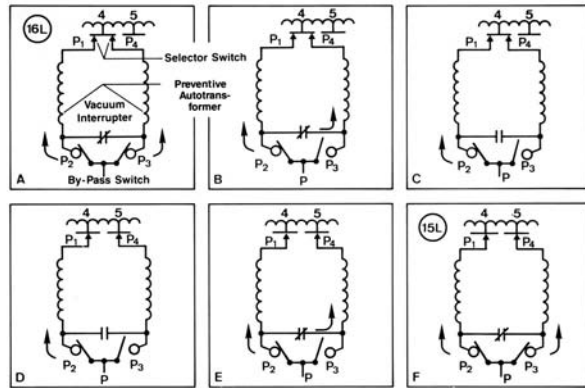 16L
4 5
P1 P4
Selector Switch
Preventive
Autotrans-
former
Vacuum
Interrupter
P2 P3
By-Pass Switch
P
A
4 5
P1 P4
P2 P3
P
B
4 5
P1 P4
P2 P3
P
C
4 5
P1 P4
P2 P3
P
D
4 5
P1 P4
P2 P3
P
E
15L
4 5
P1 P4
P2 P3
P
F